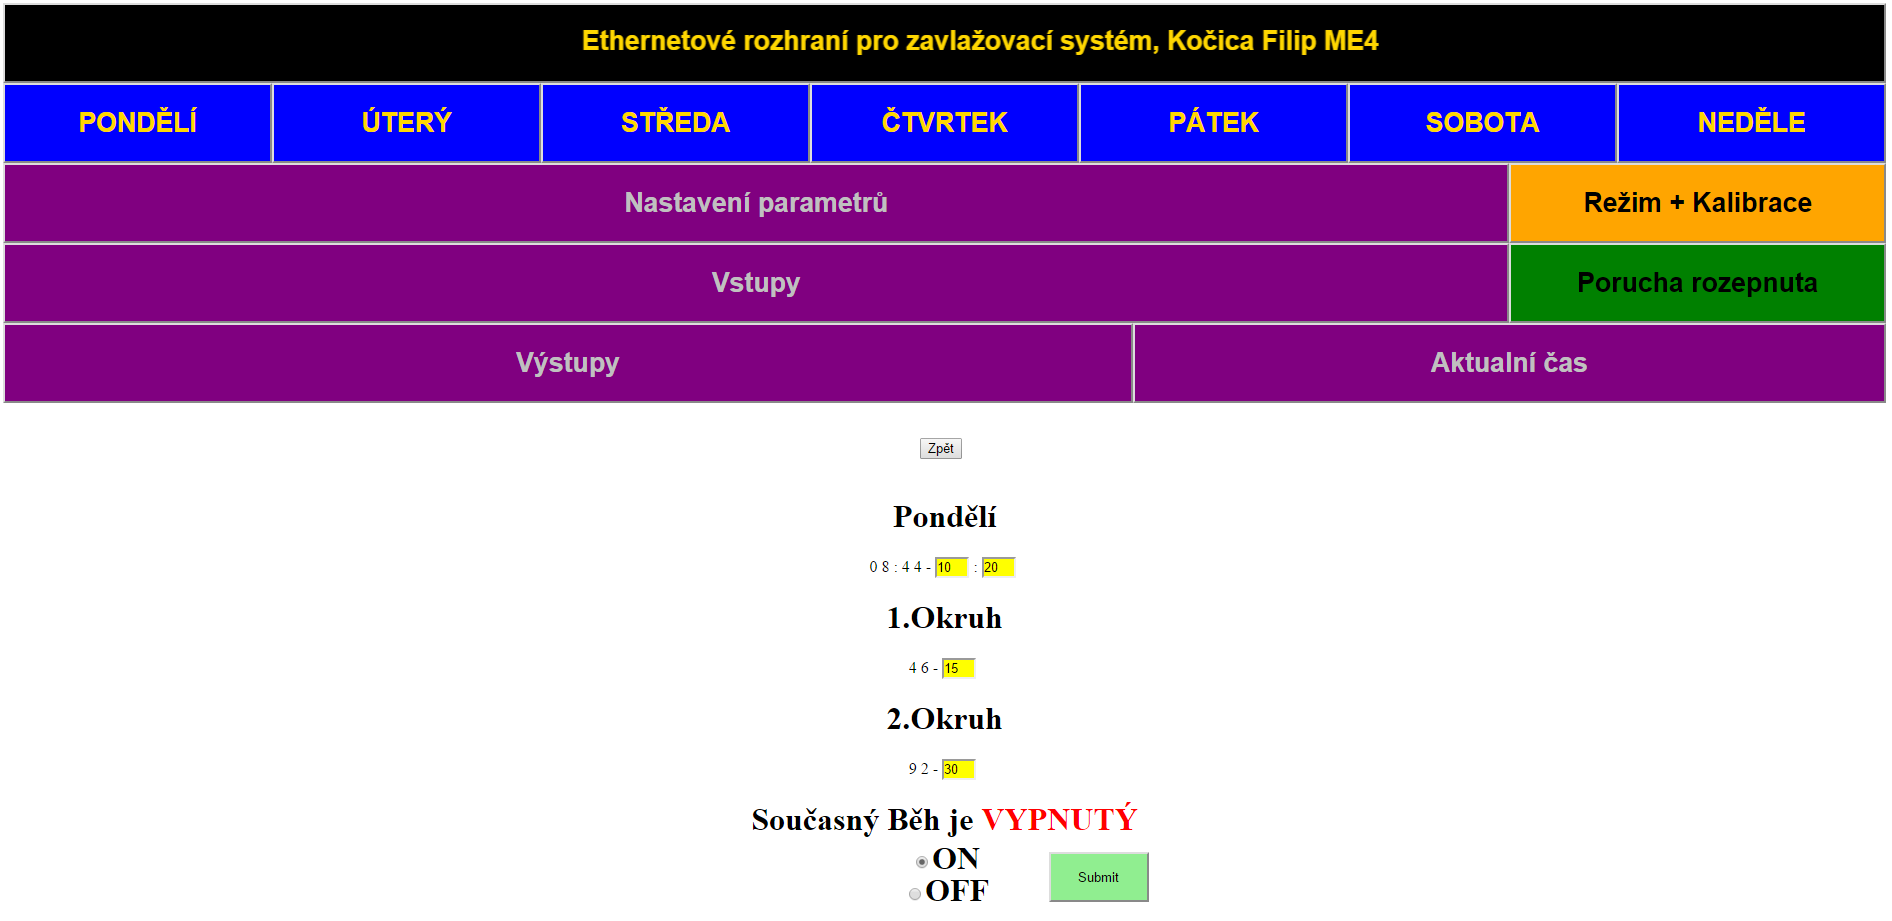 Ethernetové rozhraní pro zavlažovací systém, Kočica Filip ME4
PONDĚLÍ ÚTERÝ STŘEDA ČTVRTEK PÁTEK SOBOTA NEDĚLE
Nastavení parametrů Režim + Kalibrace
Vstupy Porucha rozepnuta
Výstupy Aktualní čas
Zpět
Pondělí
0 8 : 4 4 - 10 : 20
1.Okruh
4 6 - 15
2.Okruh
9 2 - 30
Současný Běh je VYPNUTÝ
ON
Submit
OFF